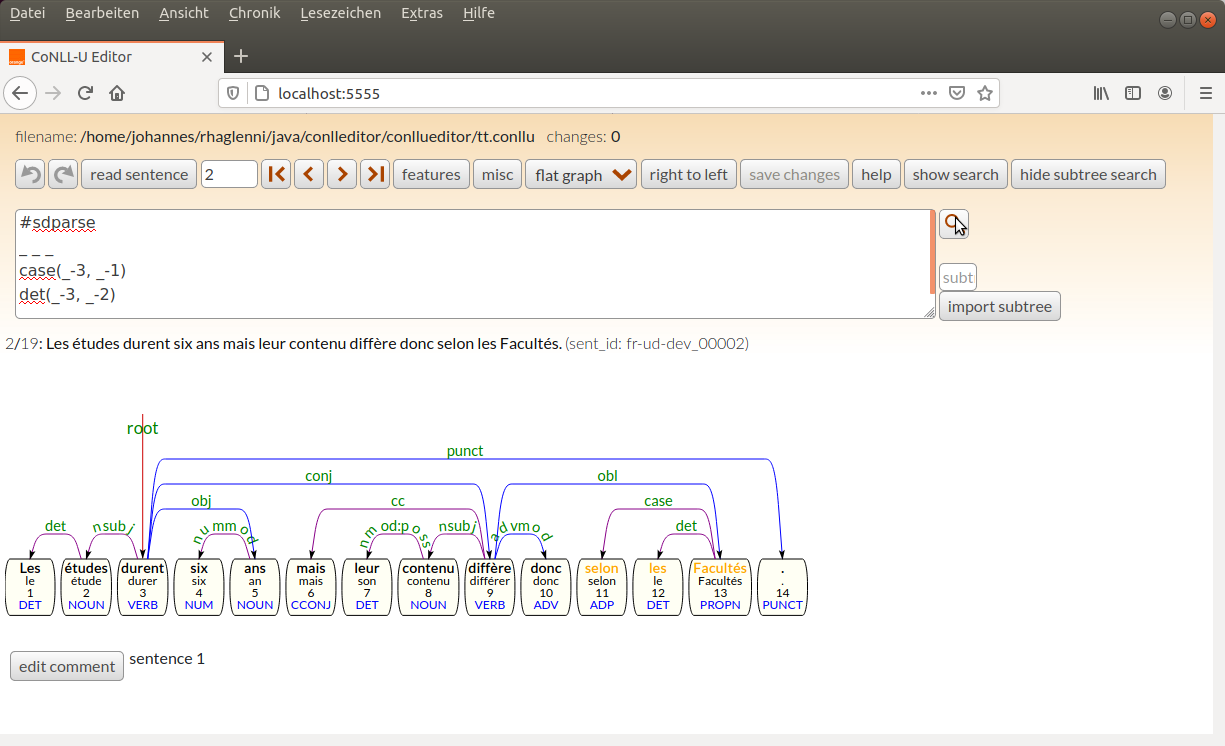 Datei Bearbeiten Ansicht Chronik Lesezeichen Extras Hilfe
CoNLL-U Editor
localhost:5555
filename: /home/johannes/rhaglenni/java/conlleditor/conllueditor/tt.conllu changes: 0
read sentence 2 features misc flat graph right to left save changes help show search hide subtree search
#sdparse
_ _ _
case(_-3, _-1)
det(_-3, _-2)
subt
import subtree
2/19: Les études durent six ans mais leur contenu diffère donc selon les Facultés. (sent_id: fr-ud-dev_00002)
root
punct
conj obl
obj cc case
det nsubj nummod nmod:poss nsubj advmod det
Les études durent six ans mais leur contenu diffère donc selon les Facultés .
le étude durer six an mais son contenu différer donc selon le Facultés .
1 2 3 4 5 6 7 8 9 10 11 12 13 14
DET NOUN VERB NUM NOUN CCONJ DET NOUN VERB ADV ADP DET PROPN PUNCT
edit comment sentence 1